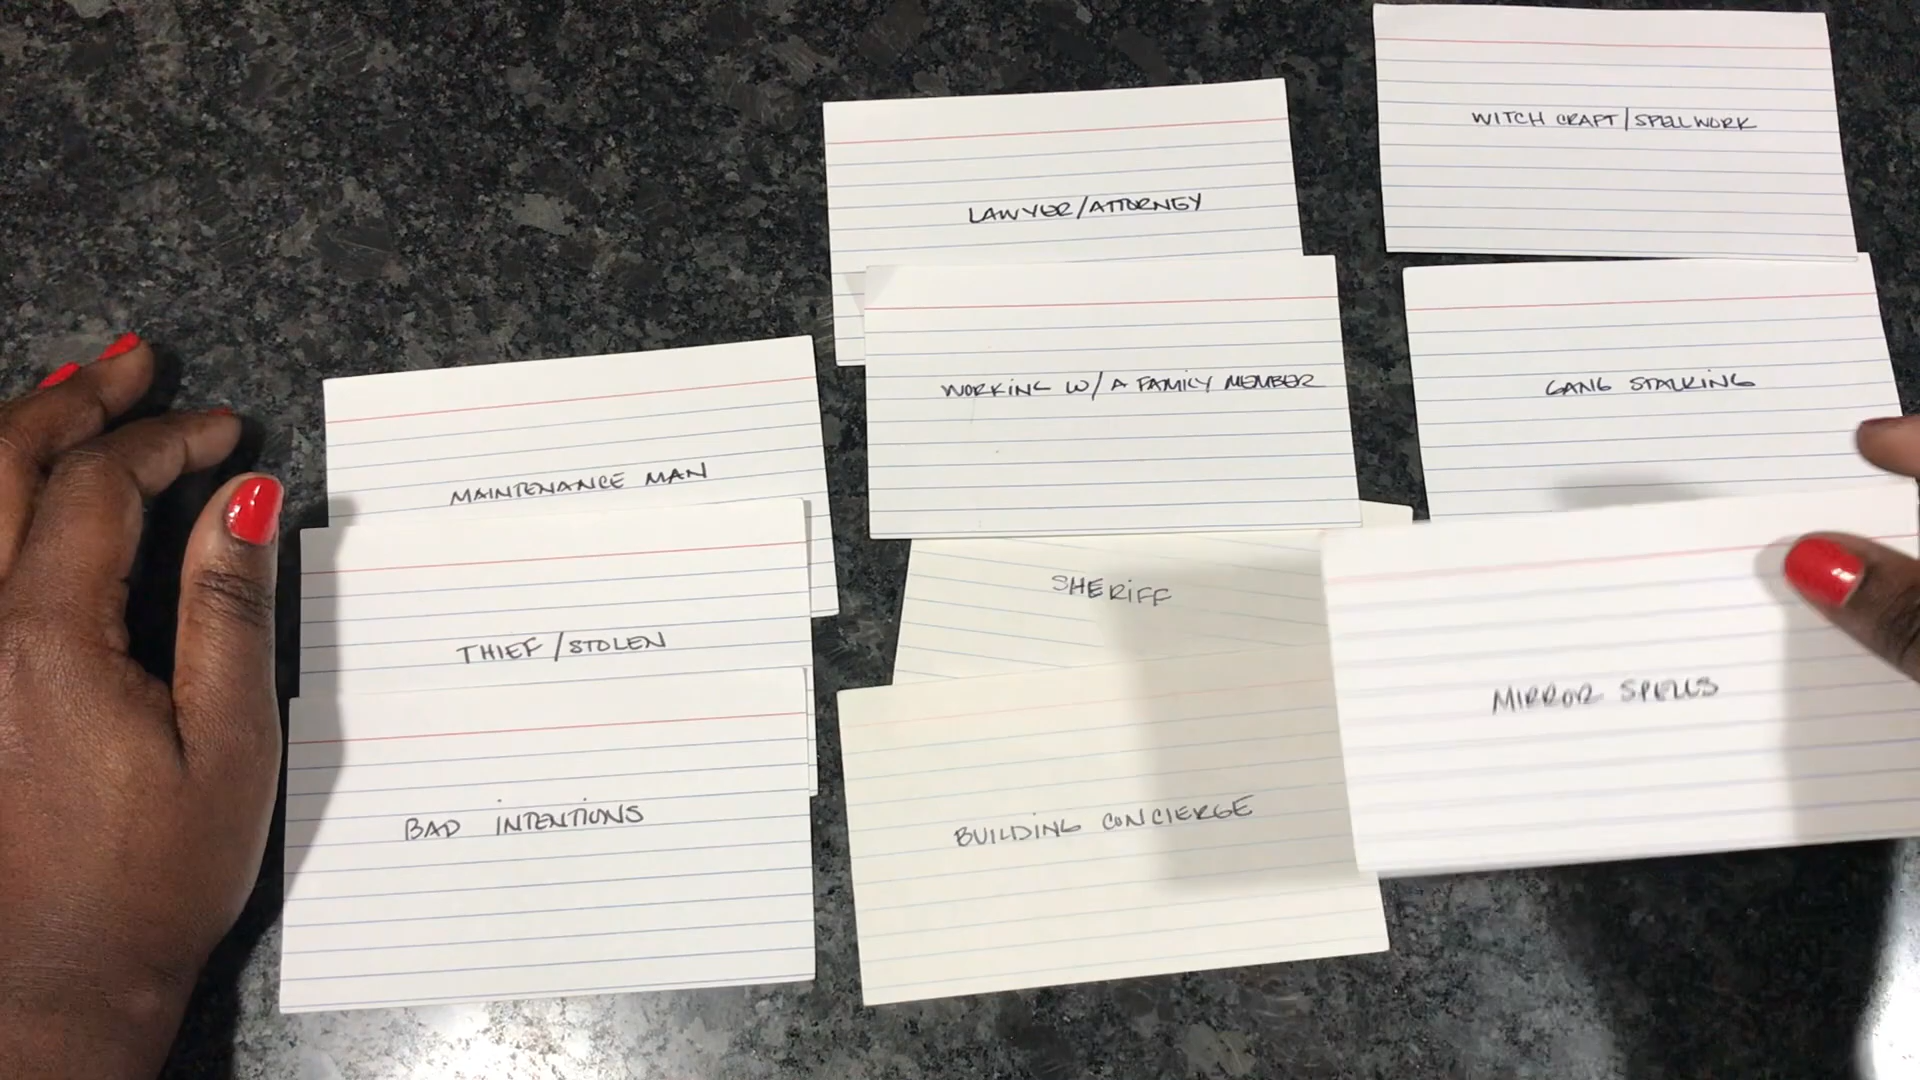 MAINTENANCE MAN
THIEF/STOLEN
BAD INTENTIONS
LAWYER/ATTORNEY
WORKING W/ A FAMILY MEMBER
SHERIFF
BUILDING CONCIERGE
WITCH CRAFT/SPELLWORK
GANG STALKING
MIRROR SPELLS